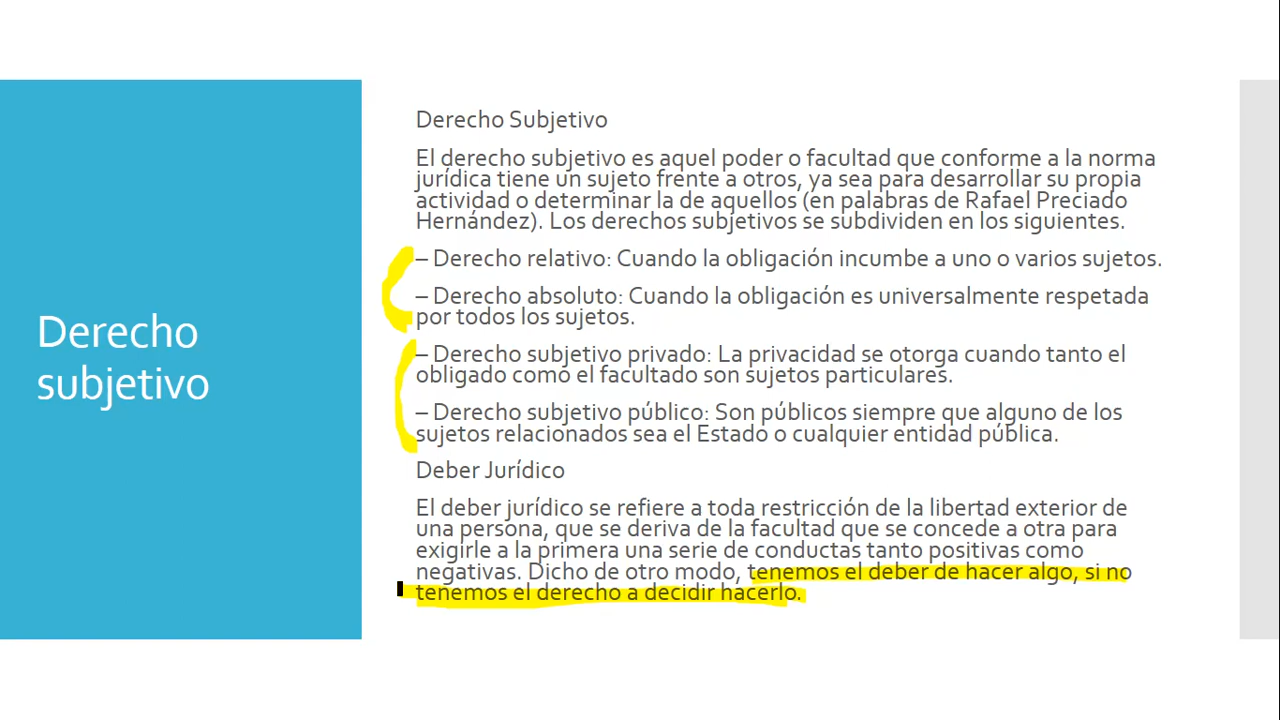 Derecho
subjetivo
Derecho Subjetivo
El derecho subjetivo es aquel poder o facultad que conforme a la norma
jurídica tiene un sujeto frente a otros, ya sea para desarrollar su propia
actividad o determinar la de aquellos (en palabras de Rafael Preciado
Hernández). Los derechos subjetivos se subdividen en los siguientes.
– Derecho relativo: Cuando la obligación incumbe a uno o varios sujetos.
– Derecho absoluto: Cuando la obligación es universalmente respetada
por todos los sujetos.
– Derecho subjetivo privado: La privacidad se otorga cuando tanto el
obligado como el facultado son sujetos particulares.
– Derecho subjetivo público: Son públicos siempre que alguno de los
sujetos relacionados sea el Estado o cualquier entidad pública.
Deber Jurídico
El deber jurídico se refiere a toda restricción de la libertad exterior de
una persona, que se deriva de la facultad que se concede a otra para
exigirle a la primera una serie de conductas tanto positivas como
negativas. Dicho de otro modo, tenemos el deber de hacer algo, si no
tenemos el derecho a decidir hacerlo.